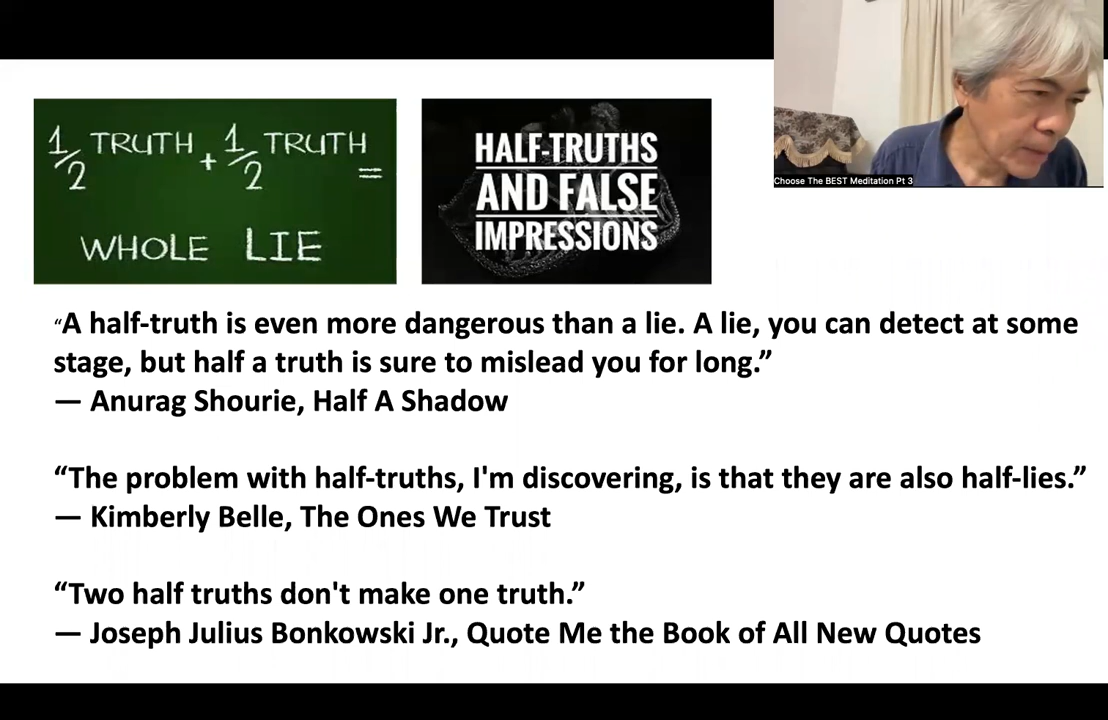 1/2 TRUTH + 1/2 TRUTH =
WHOLE LIE
HALF-TRUTHS
AND FALSE
IMPRESSIONS
Choose The BEST Meditation Pt 3
“A half-truth is even more dangerous than a lie. A lie, you can detect at some
stage, but half a truth is sure to mislead you for long.”
— Anurag Shourie, Half A Shadow
“The problem with half-truths, I'm discovering, is that they are also half-lies.”
— Kimberly Belle, The Ones We Trust
“Two half truths don't make one truth.”
— Joseph Julius Bonkowski Jr., Quote Me the Book of All New Quotes